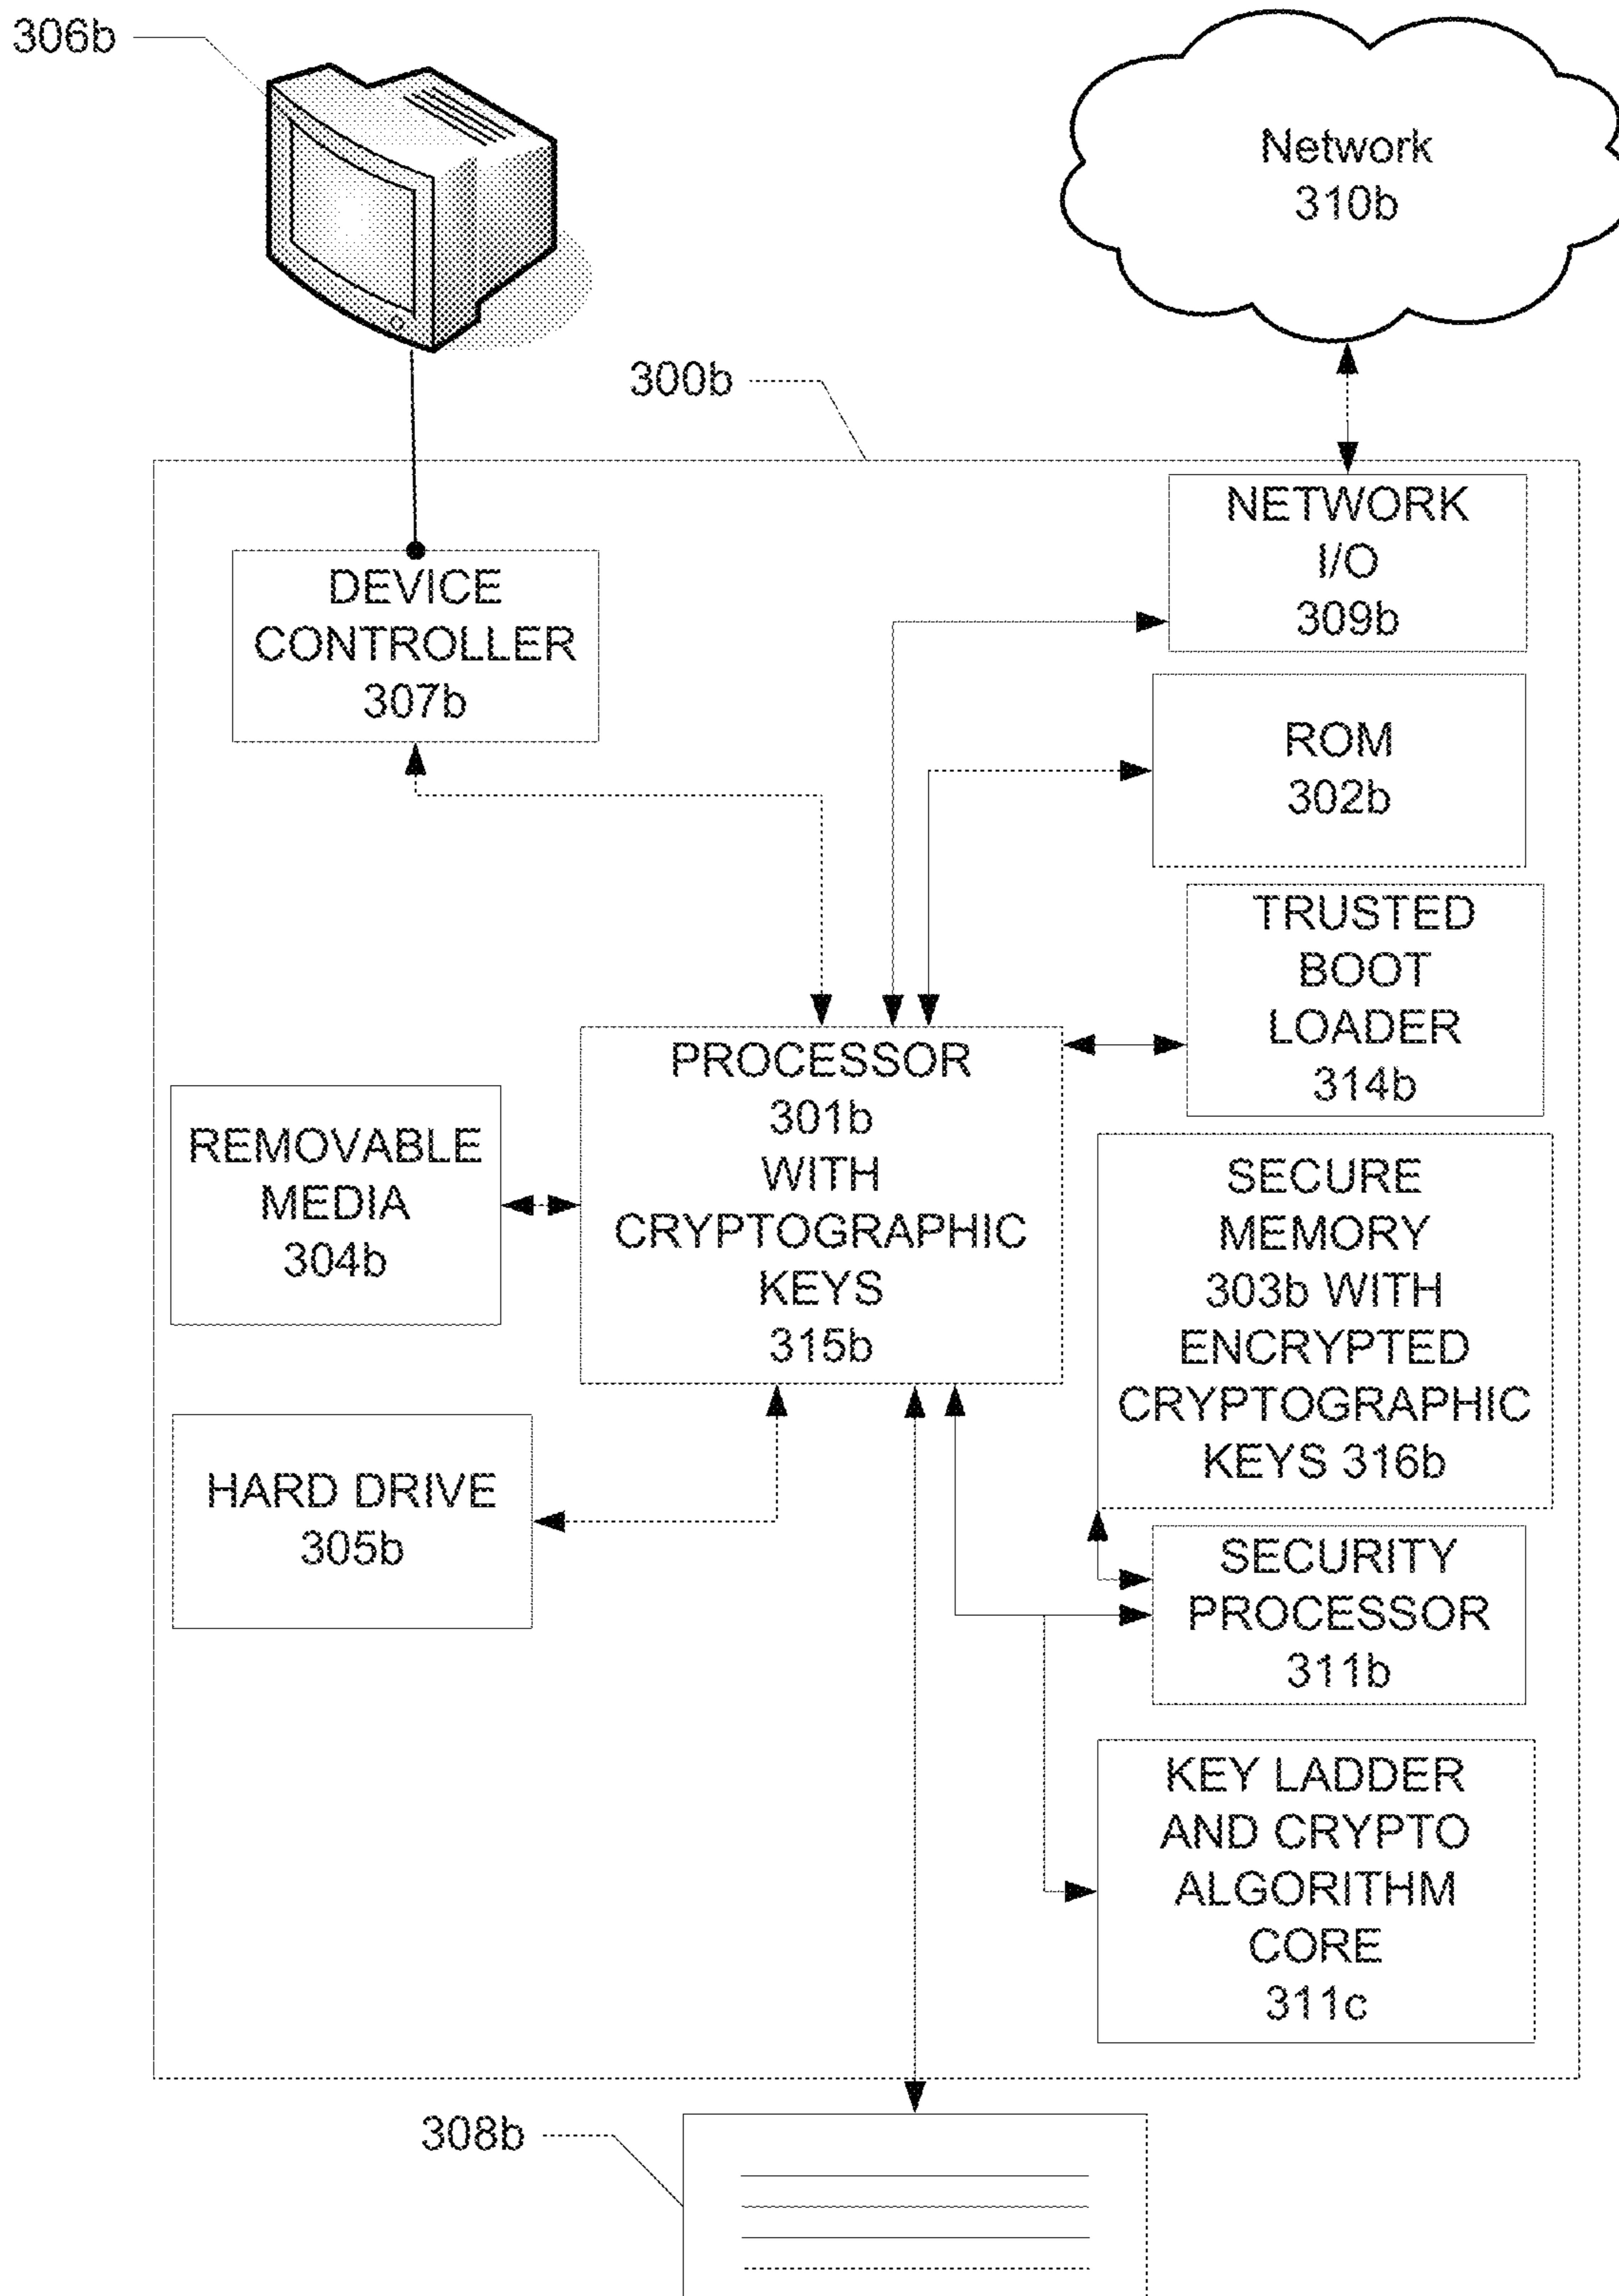 306b
Network
310b
300b
NETWORK
I/O
309b
DEVICE
CONTROLLER
307b
ROM
302b
TRUSTED
BOOT
LOADER
314b
PROCESSOR
301b
WITH
CRYPTOGRAPHIC
KEYS
315b
REMOVABLE
MEDIA
304b
SECURE
MEMORY
303b WITH
ENCRYPTED
CRYPTOGRAPHIC
KEYS 316b
HARD DRIVE
305b
SECURITY
PROCESSOR
311b
KEY LADDER
AND CRYPTO
ALGORITHM
CORE
311c
308b